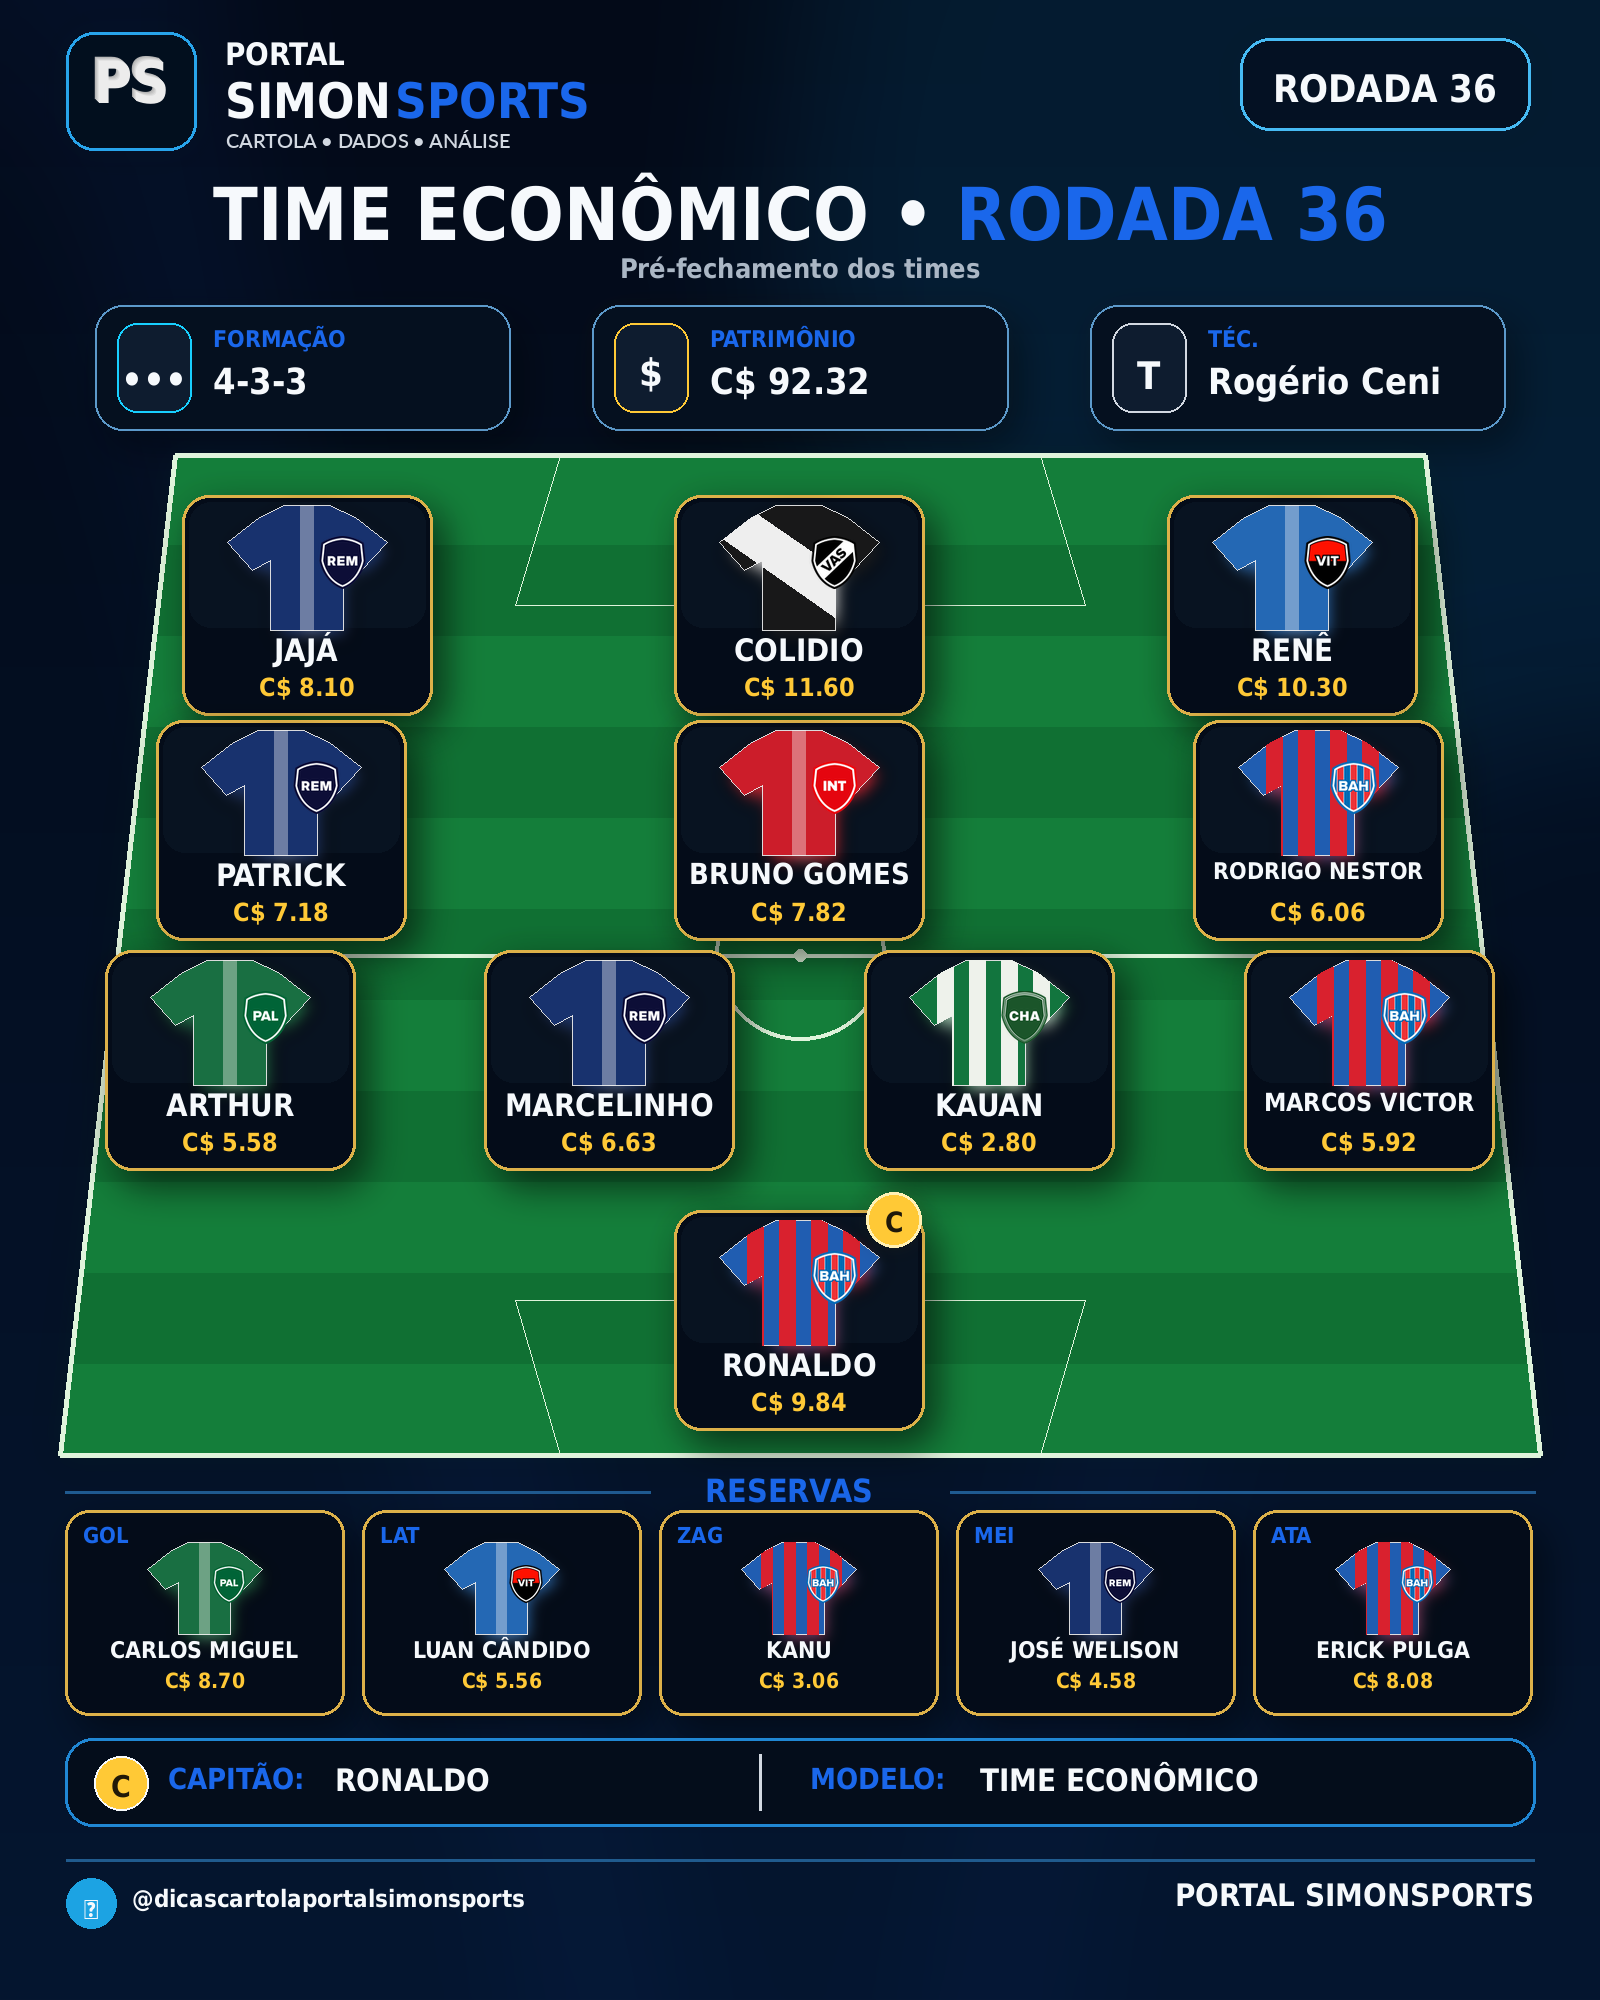 PS
PORTAL
SIMONSPORTS
CARTOLA • DADOS • ANÁLISE
RODADA 36
TIME ECONÔMICO • RODADA 36
Pré-fechamento dos times
FORMAÇÃO
4-3-3
$
PATRIMÔNIO
C$ 92.32
T
TÉC.
Rogério Ceni
REM
JAJÁ
C$ 8.10
VAS
COLIDIO
C$ 11.60
VIT
RENÊ
C$ 10.30
REM
PATRICK
C$ 7.18
INT
BRUNO GOMES
C$ 7.82
BAH
RODRIGO NESTOR
C$ 6.06
PAL
ARTHUR
C$ 5.58
REM
MARCELINHO
C$ 6.63
CHA
KAUAN
C$ 2.80
BAH
MARCOS VICTOR
C$ 5.92
C
BAH
RONALDO
C$ 9.84
RESERVAS
GOL
PAL
CARLOS MIGUEL
C$ 8.70
LAT
VIT
LUAN CÂNDIDO
C$ 5.56
ZAG
BAH
KANU
C$ 3.06
MEI
REM
JOSÉ WELISON
C$ 4.58
ATA
BAH
ERICK PULGA
C$ 8.08
C
CAPITÃO: RONALDO
MODELO: TIME ECONÔMICO
@dicascartolaportalsimonsports
PORTAL SIMONSPORTS